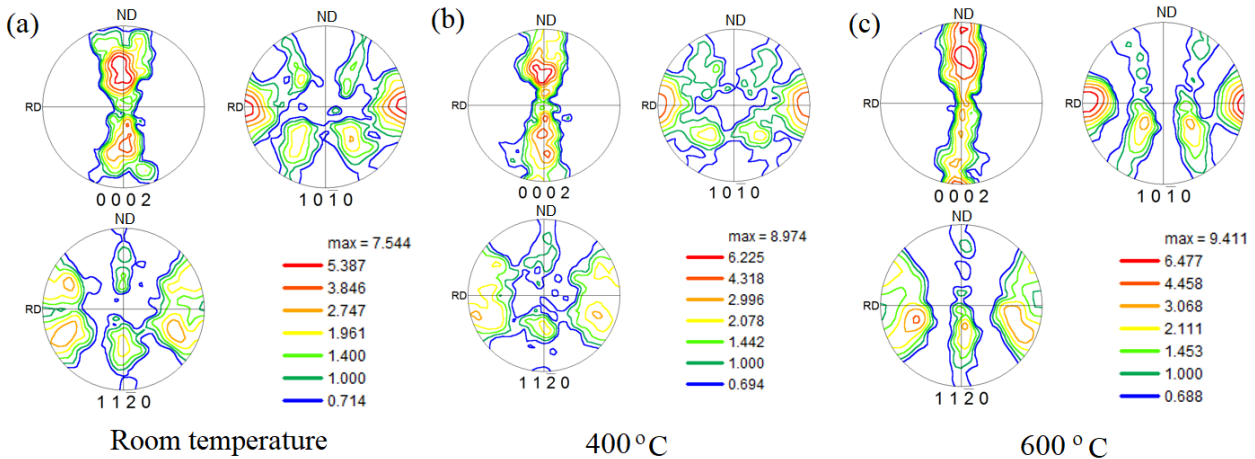 (a)
ND
RD
0 0 0 2
RD
1 0 1̅ 0
ND
RD
1 1 2̅ 0
max = 7.544
5.387
3.846
2.747
1.961
1.400
1.000
0.714
Room temperature
(b)
ND
RD
0 0 0 2
RD
1 0 1̅ 0
ND
RD
1 1 2̅ 0
max = 8.974
6.225
4.318
2.996
2.078
1.442
1.000
0.694
400 °C
(c)
ND
RD
0 0 0 2
RD
1 0 1̅ 0
ND
RD
1 1 2̅ 0
max = 9.411
6.477
4.458
3.068
2.111
1.453
1.000
0.688
600 °C